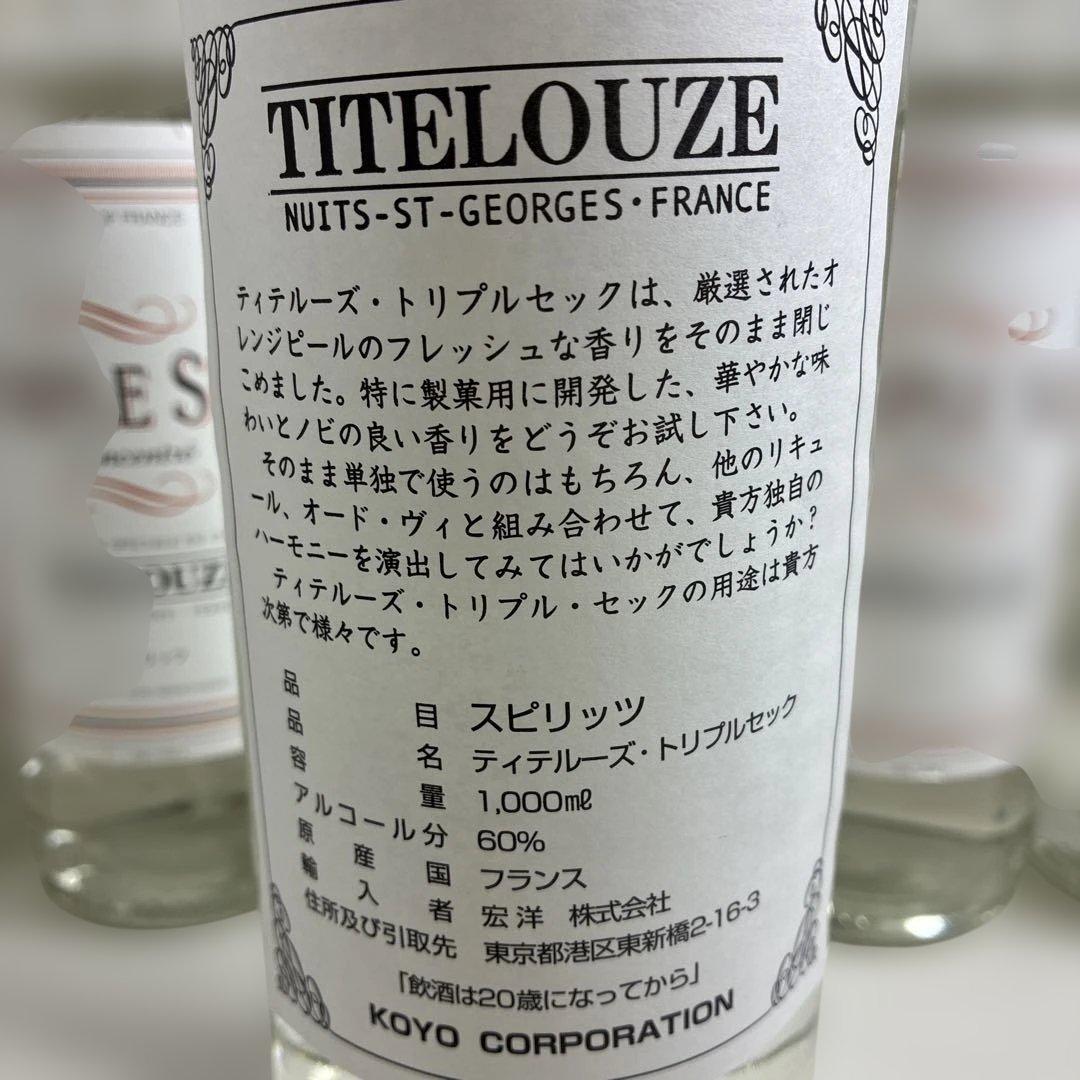 TITELOUZE
NUITS-ST-GEORGES・FRANCE
ティテルーズ・トリプルセックは、厳選されたオ
レンジピールのフレッシュな香りをそのまま閉じ
こめました。特に製菓用に開発した、華やかな味
わいとノビの良い香りをどうぞお試し下さい。
そのまま単独で使うのはもちろん、他のリキュ
ール、オード・ヴィと組み合わせて、貴方独自の
ハーモニーを演出してみてはいかがでしょうか?
ティテルーズ・トリプル・セックの用途は貴方
次第で様々です。
品目 スピリッツ
品名 ティテルーズ・トリプルセック
容量 1,000㎖
アルコール分 60%
原産国 フランス
輸入者 宏洋 株式会社
住所及び引取先 東京都港区東新橋2-16-3
「飲酒は20歳になってから」
KOYO CORPORATION
FRANCE
ES
OUZ